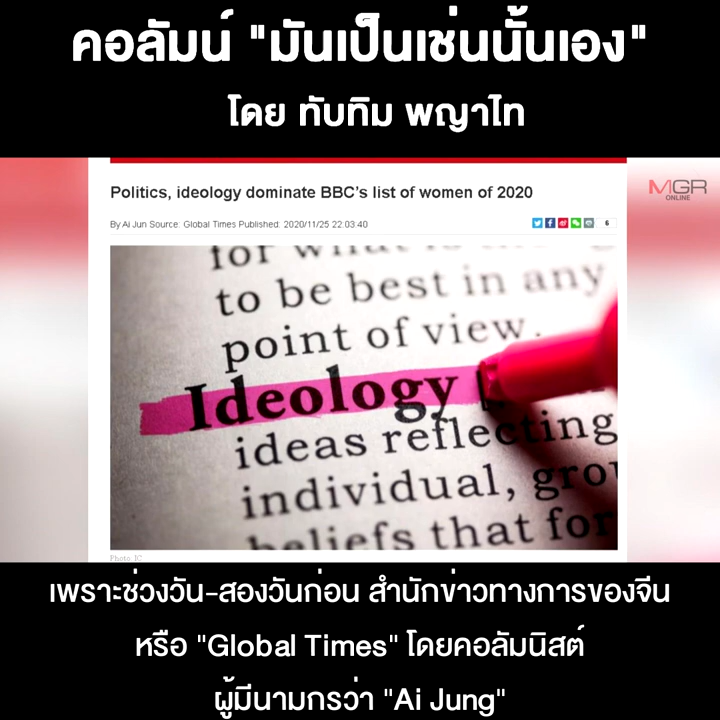 คอลัมน์ "มันเป็นเช่นนั้นเอง"
โดย ทับทิม พญาไท
Politics, ideology dominate BBC's list of women of 2020
MGR
ONLINE
By Ai Jun Source: Global Times Published: 2020/11/25 22:03:40
6
for what is the
to be best in any
point of view.
Ideology
ideas reflecting
individual, gro
beliefs that for
Photo: IC
เพราะช่วงวัน-สองวันก่อน สำนักข่าวทางการของจีน
หรือ "Global Times" โดยคอลัมนิสต์
ผู้มีนามกรว่า "Ai Jung"